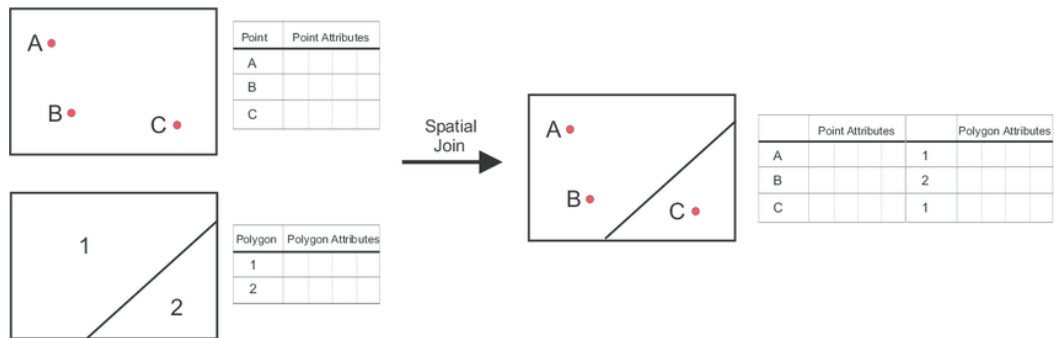 A
B
C
Point Point Attributes
A
B
C
1
2
Polygon Polygon Attributes
1
2
Spatial
Join
A
B
C
Point Attributes Polygon Attributes
A 1
B 2
C 1